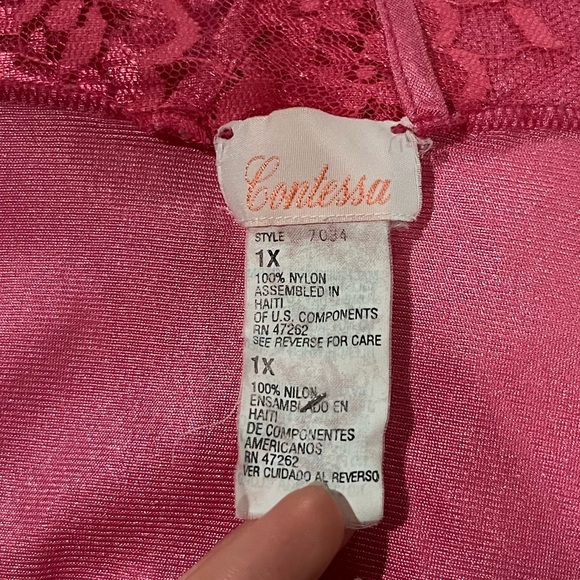 Contessa
STYLE 7034
1X
100% NYLON
ASSEMBLED IN
HAITI
OF U.S. COMPONENTS
RN 47262
SEE REVERSE FOR CARE
1X
100% NILON
ENSAMBLADO EN
HAITI
DE COMPONENTES
AMERICANOS
RN 47262
VER CUIDADO AL REVERSO